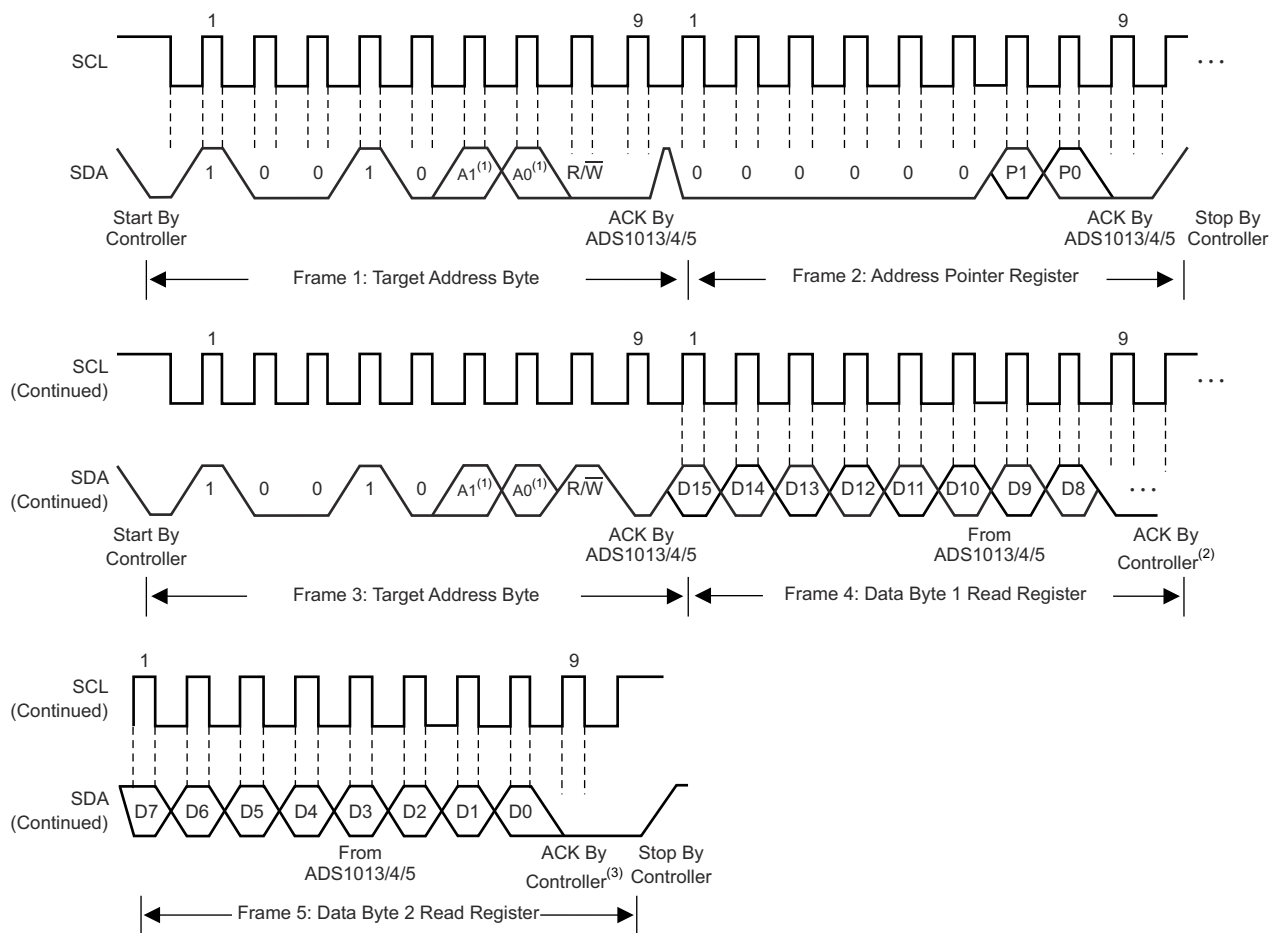 1 9 1 9
SCL ...
SDA 1 0 0 1 0 A1(1) A0(1) R/W̅ 0 0 0 0 0 0 P1 P0
Start By
Controller
ACK By
ADS1013/4/5
ACK By
ADS1013/4/5
Stop By
Controller
Frame 1: Target Address Byte
Frame 2: Address Pointer Register
1 9 1 9
SCL
(Continued)
...
SDA
(Continued)
1 0 0 1 0 A1(1) A0(1) R/W̅ D15 D14 D13 D12 D11 D10 D9 D8 ...
Start By
Controller
ACK By
ADS1013/4/5
From
ADS1013/4/5
ACK By
Controller(2)
Frame 3: Target Address Byte
Frame 4: Data Byte 1 Read Register
1 9
SCL
(Continued)
SDA
(Continued)
D7 D6 D5 D4 D3 D2 D1 D0
From
ADS1013/4/5
ACK By
Controller(3)
Stop By
Controller
Frame 5: Data Byte 2 Read Register